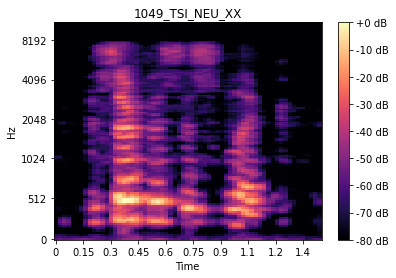 1049_TSI_NEU_XX
8192
4096
2048
1024
512
0
Hz
0 0.15 0.3 0.45 0.6 0.75 0.9 1.1 1.2 1.4
Time
+0 dB
-10 dB
-20 dB
-30 dB
-40 dB
-50 dB
-60 dB
-70 dB
-80 dB